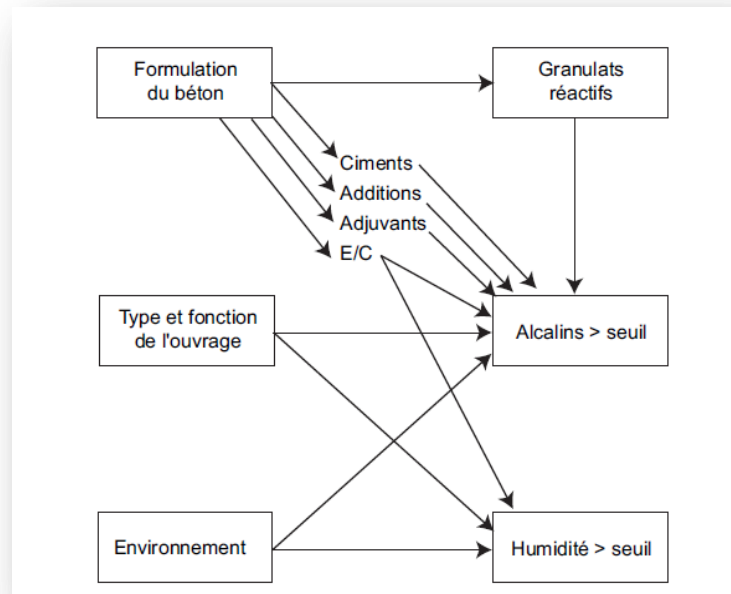 Formulation
du béton
Granulats
réactifs
Ciments
Additions
Adjuvants
E/C
Type et fonction
de l'ouvrage
Alcalins > seuil
Environnement
Humidité > seuil